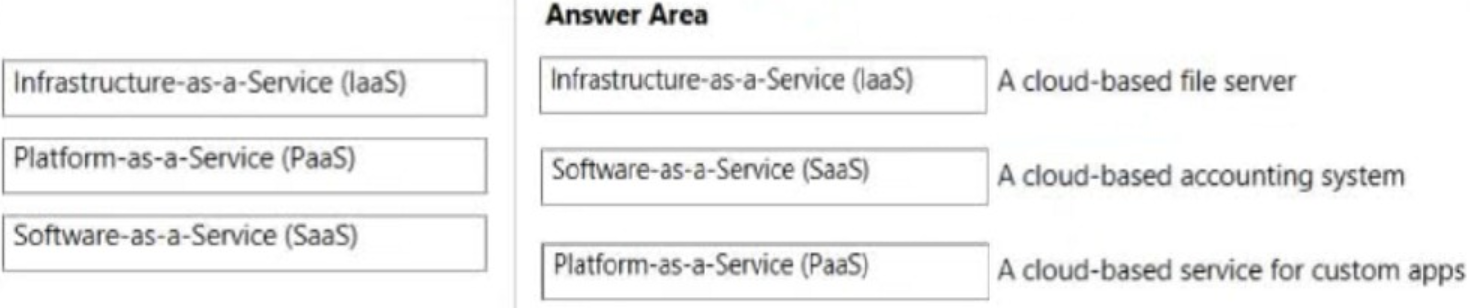 Answer Area
Infrastructure-as-a-Service (IaaS)
Platform-as-a-Service (PaaS)
Software-as-a-Service (SaaS)
Infrastructure-as-a-Service (IaaS) A cloud-based file server
Software-as-a-Service (SaaS) A cloud-based accounting system
Platform-as-a-Service (PaaS) A cloud-based service for custom apps